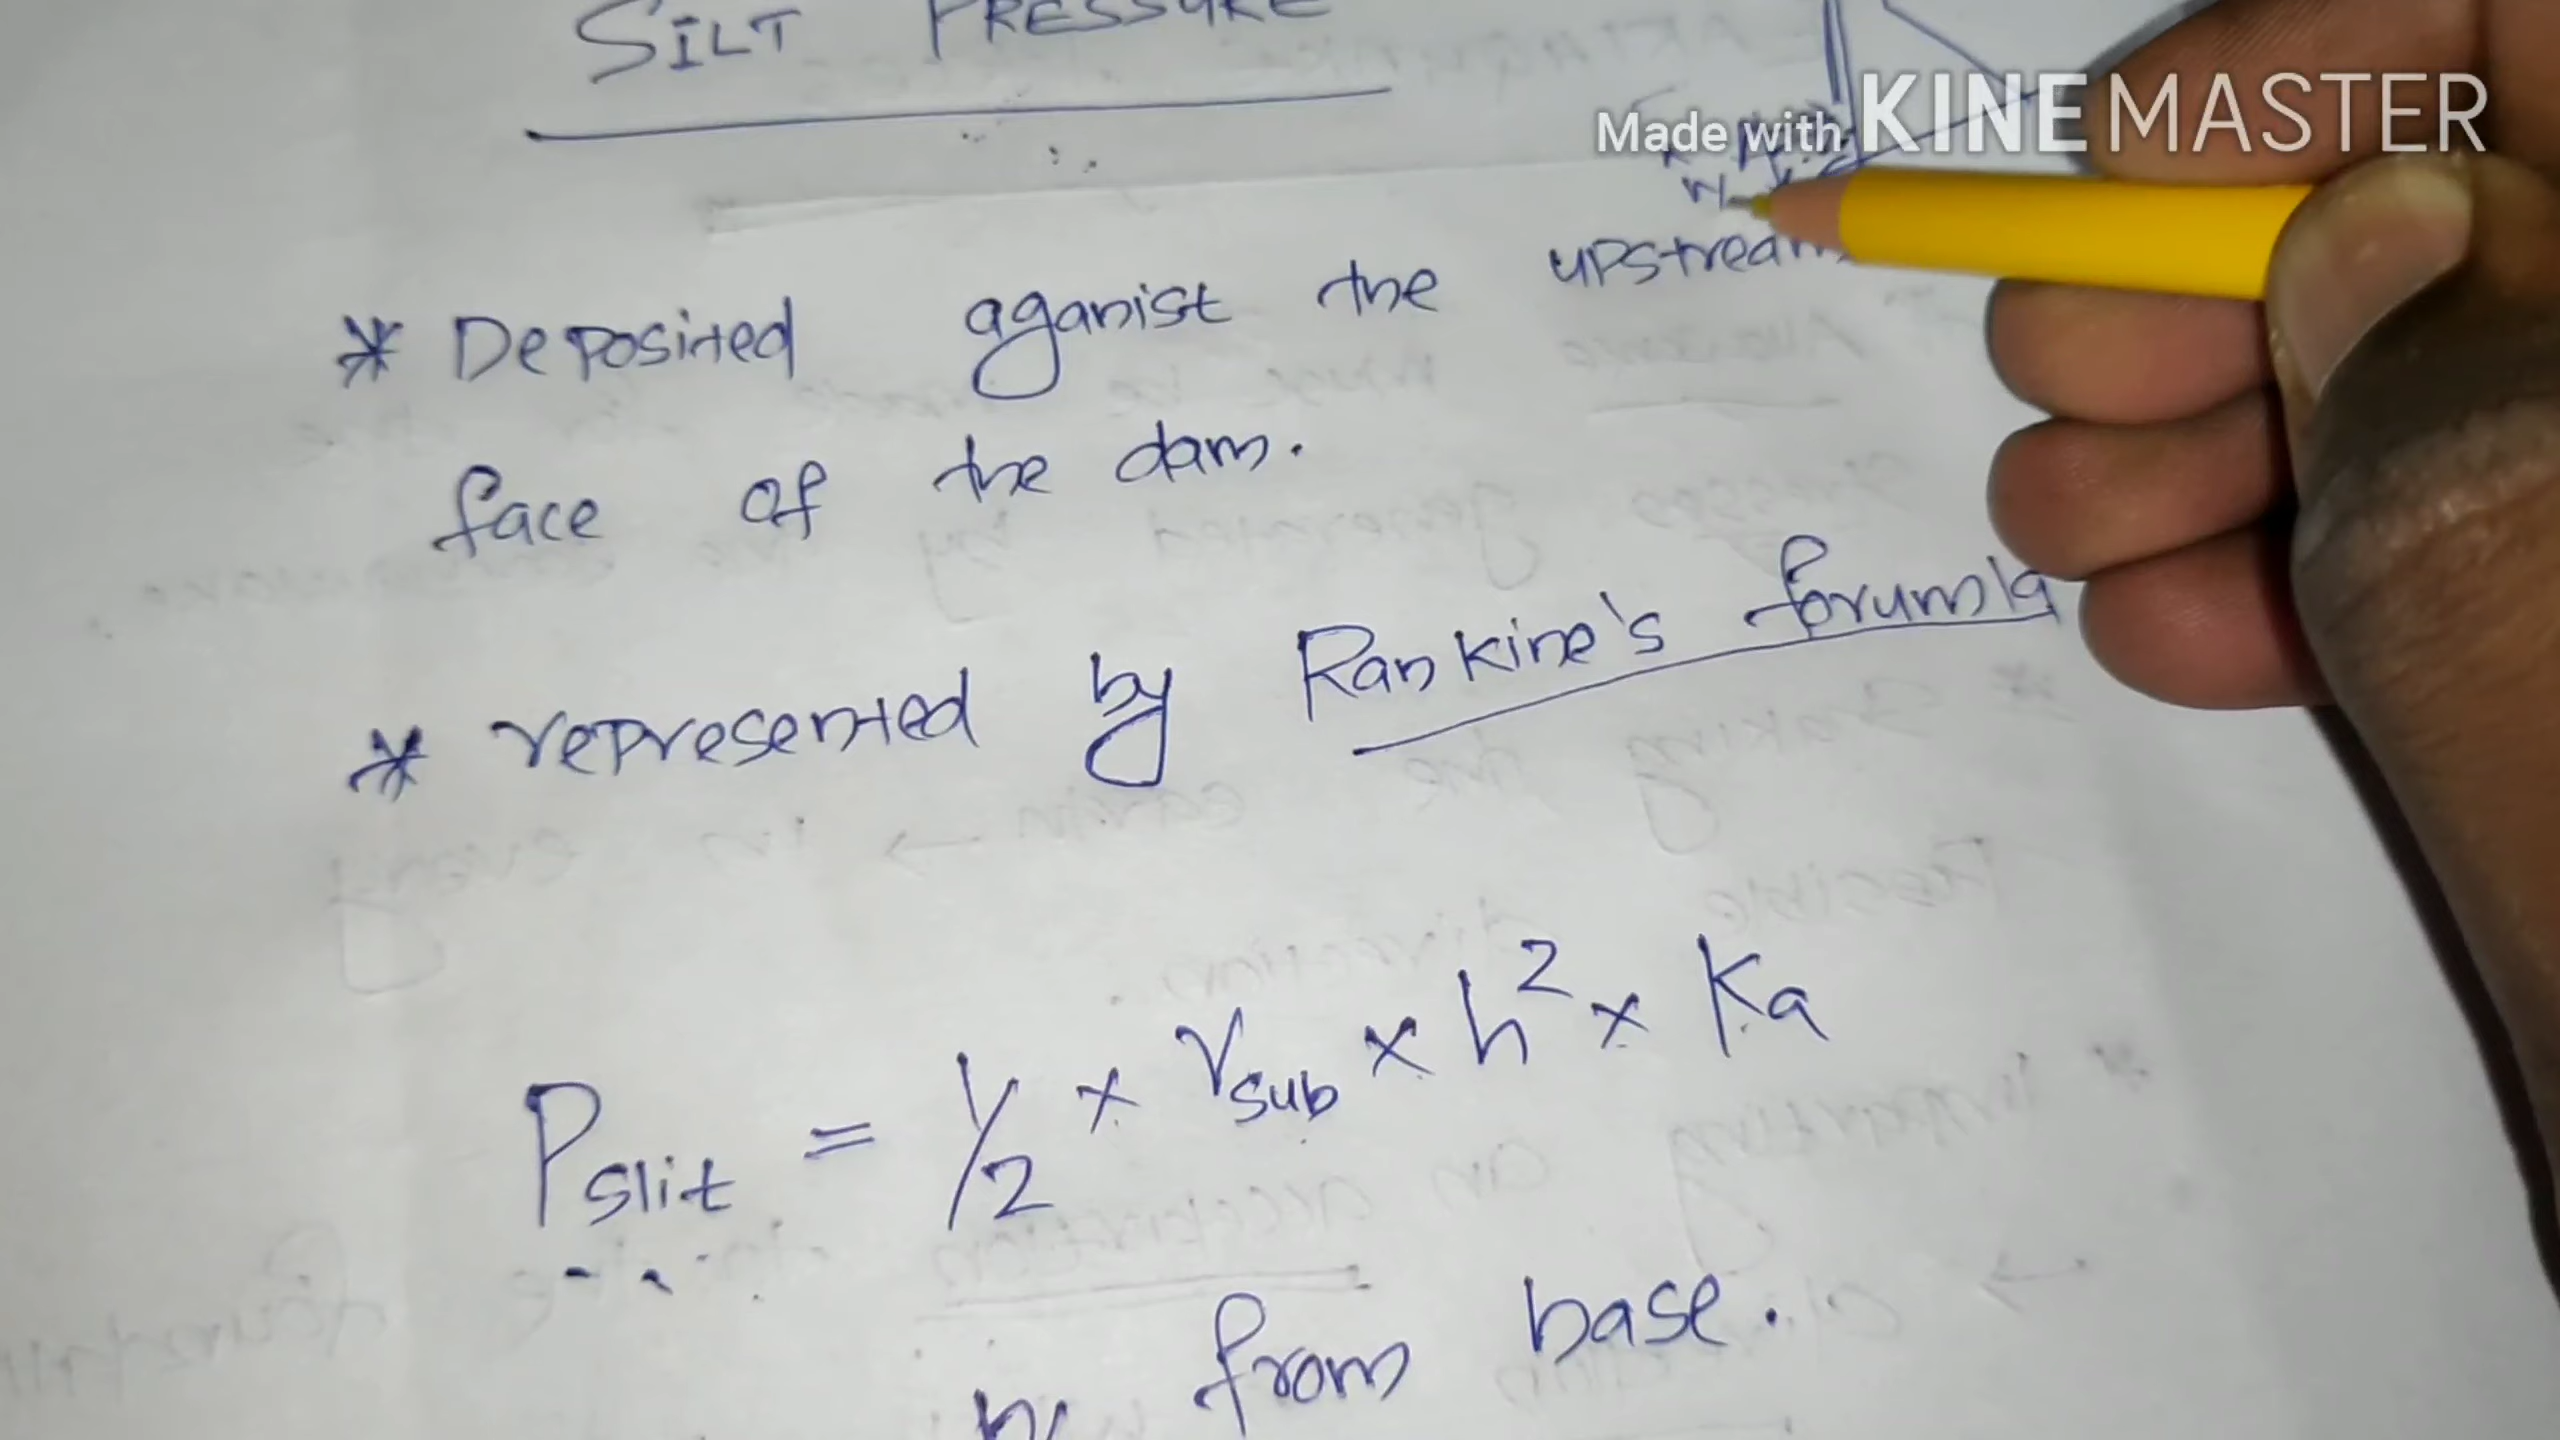 SILT PRESSURE
Made with KINEMASTER
* Deposited aganist the upstream
face of the dam.
* represented by Rankine's forumla
Pslit = 1/2 × γsub × h² × Ka
from base.